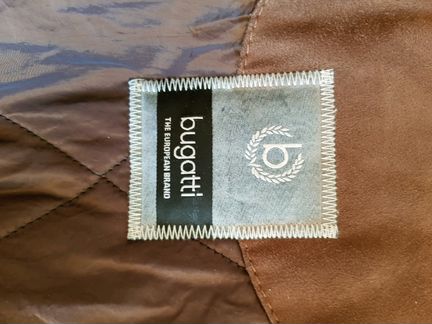 b
bugatti
THE EUROPEAN BRAND